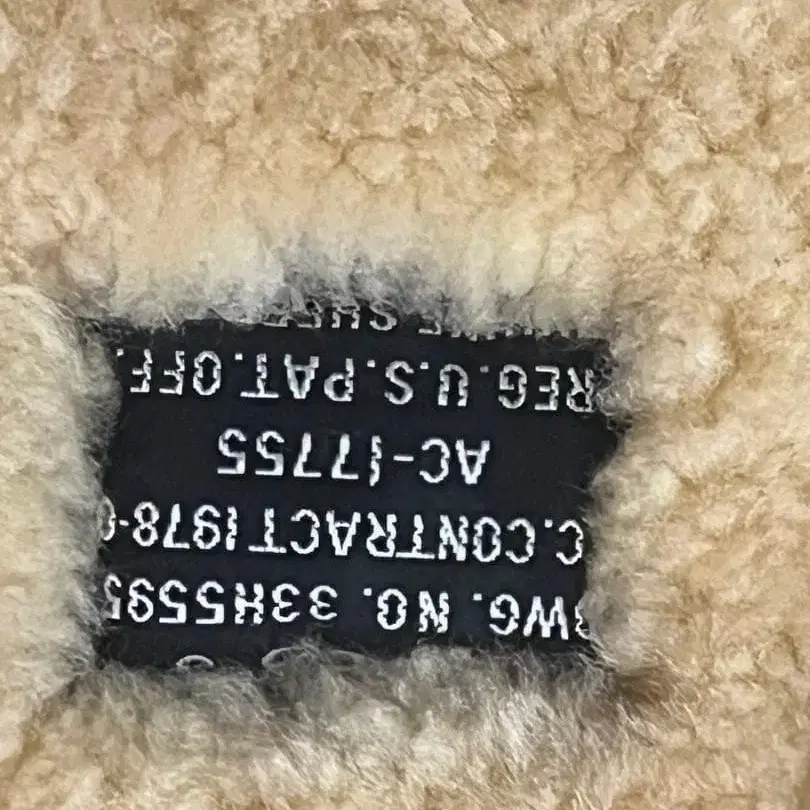 DWG. NO. 33H5595
C.CONTRACT 1978-
AC-17755
REG.U.S.PAT.OFF.